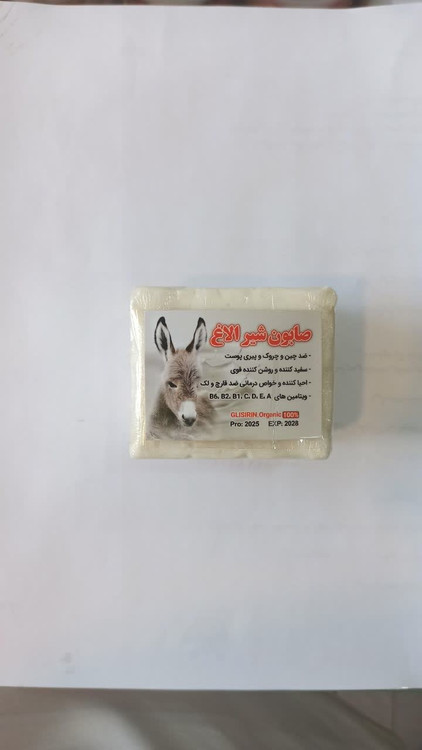 صابون شیر الاغ
- ضد چین و چروک و پیری پوست
- سفید کننده و روشن کننده قوی
- احیا کننده و خواص درمانی ضد قارچ و لک
- ویتامین های B6، B2، B1، C، D، E، A
GLISIRIN,Organic 100%
Pro: 2025 EXP: 2028